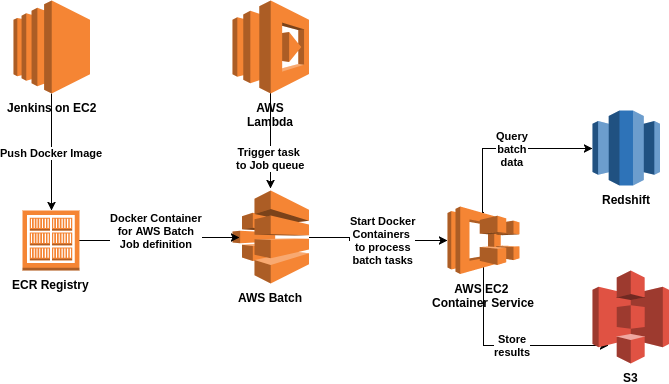 Jenkins on EC2
AWS
Lambda
Push Docker Image
Trigger task
to Job queue
Query
batch
data
Redshift
Docker Container
for AWS Batch
Job definition
Start Docker
Containers
to process
batch tasks
ECR Registry
AWS Batch
AWS EC2
Container Service
Store
results
S3